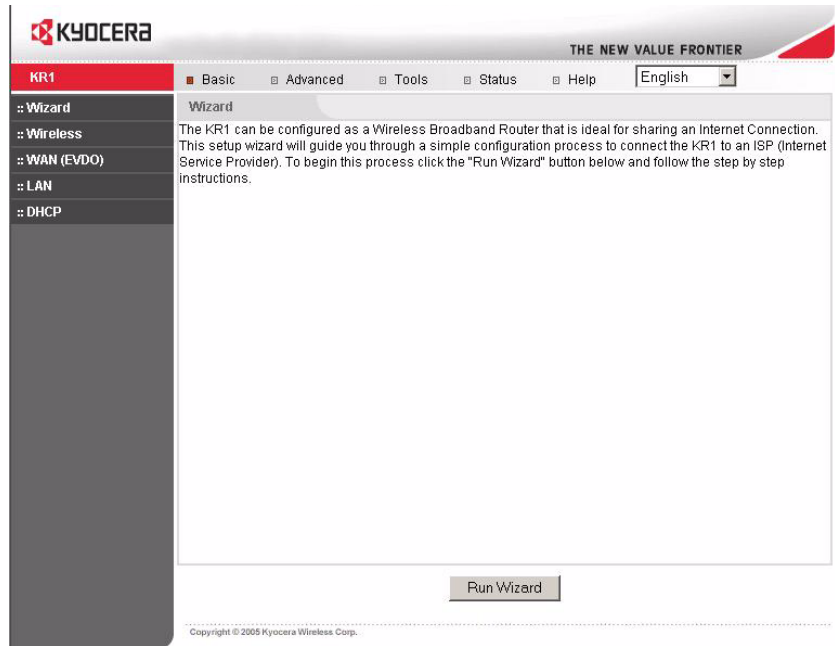 KYOCERA
THE NEW VALUE FRONTIER
KR1
Basic
Advanced
Tools
Status
Help
English
:: Wizard
:: Wireless
:: WAN (EVDO)
:: LAN
:: DHCP
Wizard
The KR1 can be configured as a Wireless Broadband Router that is ideal for sharing an Internet Connection.
This setup wizard will guide you through a simple configuration process to connect the KR1 to an ISP (Internet
Service Provider). To begin this process click the "Run Wizard" button below and follow the step by step
instructions.
Run Wizard
Copyright © 2005 Kyocera Wireless Corp.